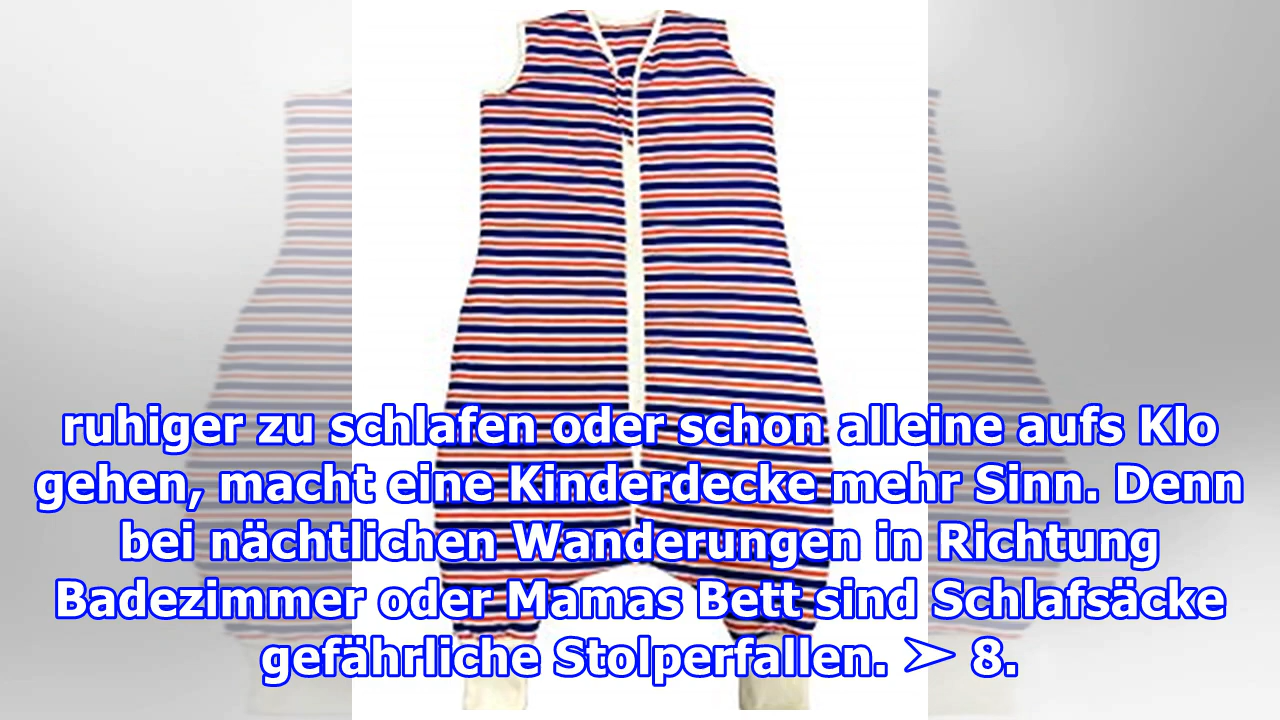 ruhiger zu schlafen oder schon alleine aufs Klo
gehen, macht eine Kinderdecke mehr Sinn. Denn
bei nächtlichen Wanderungen in Richtung
Badezimmer oder Mamas Bett sind Schlafsäcke
gefährliche Stolperfallen. ➢ 8.